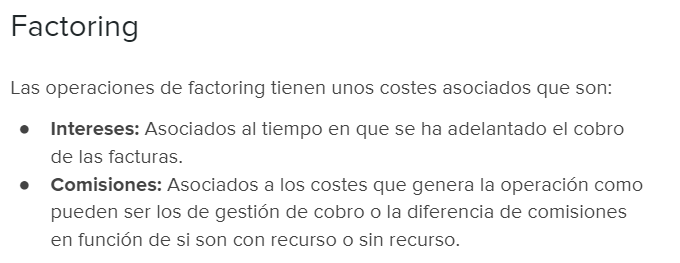 Factoring
Las operaciones de factoring tienen unos costes asociados que son:
● Intereses: Asociados al tiempo en que se ha adelantado el cobro
de las facturas.
● Comisiones: Asociados a los costes que genera la operación como
pueden ser los de gestión de cobro o la diferencia de comisiones
en función de si son con recurso o sin recurso.